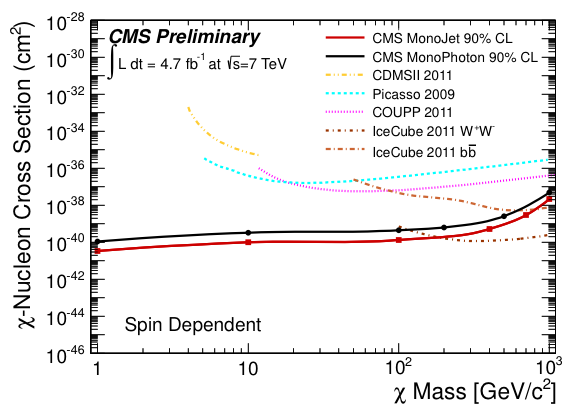 CMS Preliminary
∫ L dt = 4.7 fb⁻¹ at √s=7 TeV
CMS MonoJet 90% CL
CMS MonoPhoton 90% CL
CDMSII 2011
Picasso 2009
COUPP 2011
IceCube 2011 W⁺W⁻
IceCube 2011 bb̅
Spin Dependent
χ-Nucleon Cross Section (cm²)
10⁻²⁸
10⁻³⁰
10⁻³²
10⁻³⁴
10⁻³⁶
10⁻³⁸
10⁻⁴⁰
10⁻⁴²
10⁻⁴⁴
10⁻⁴⁶
1 10 10² 10³
χ Mass [GeV/c²]